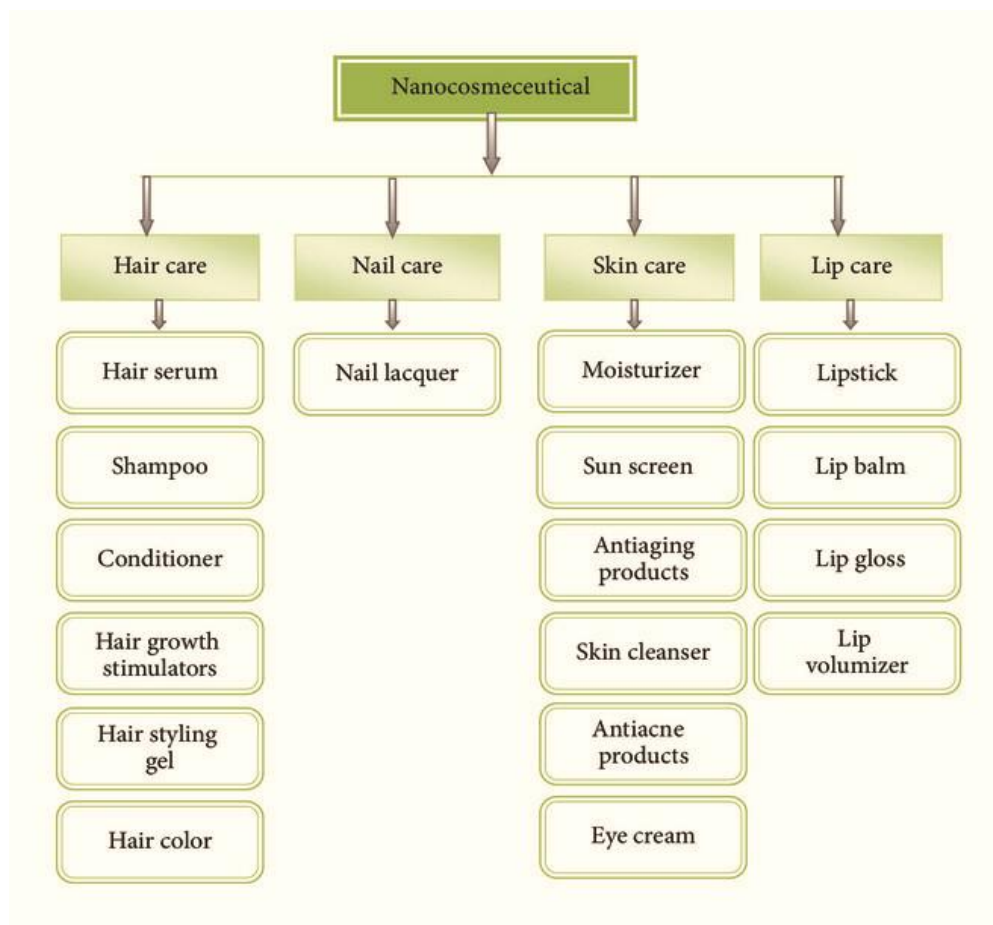 Nanocosmeceutical
Hair care
Nail care
Skin care
Lip care
Hair serum
Shampoo
Conditioner
Hair growth
stimulators
Hair styling
gel
Hair color
Nail lacquer
Moisturizer
Sun screen
Antiaging
products
Skin cleanser
Antiacne
products
Eye cream
Lipstick
Lip balm
Lip gloss
Lip
volumizer